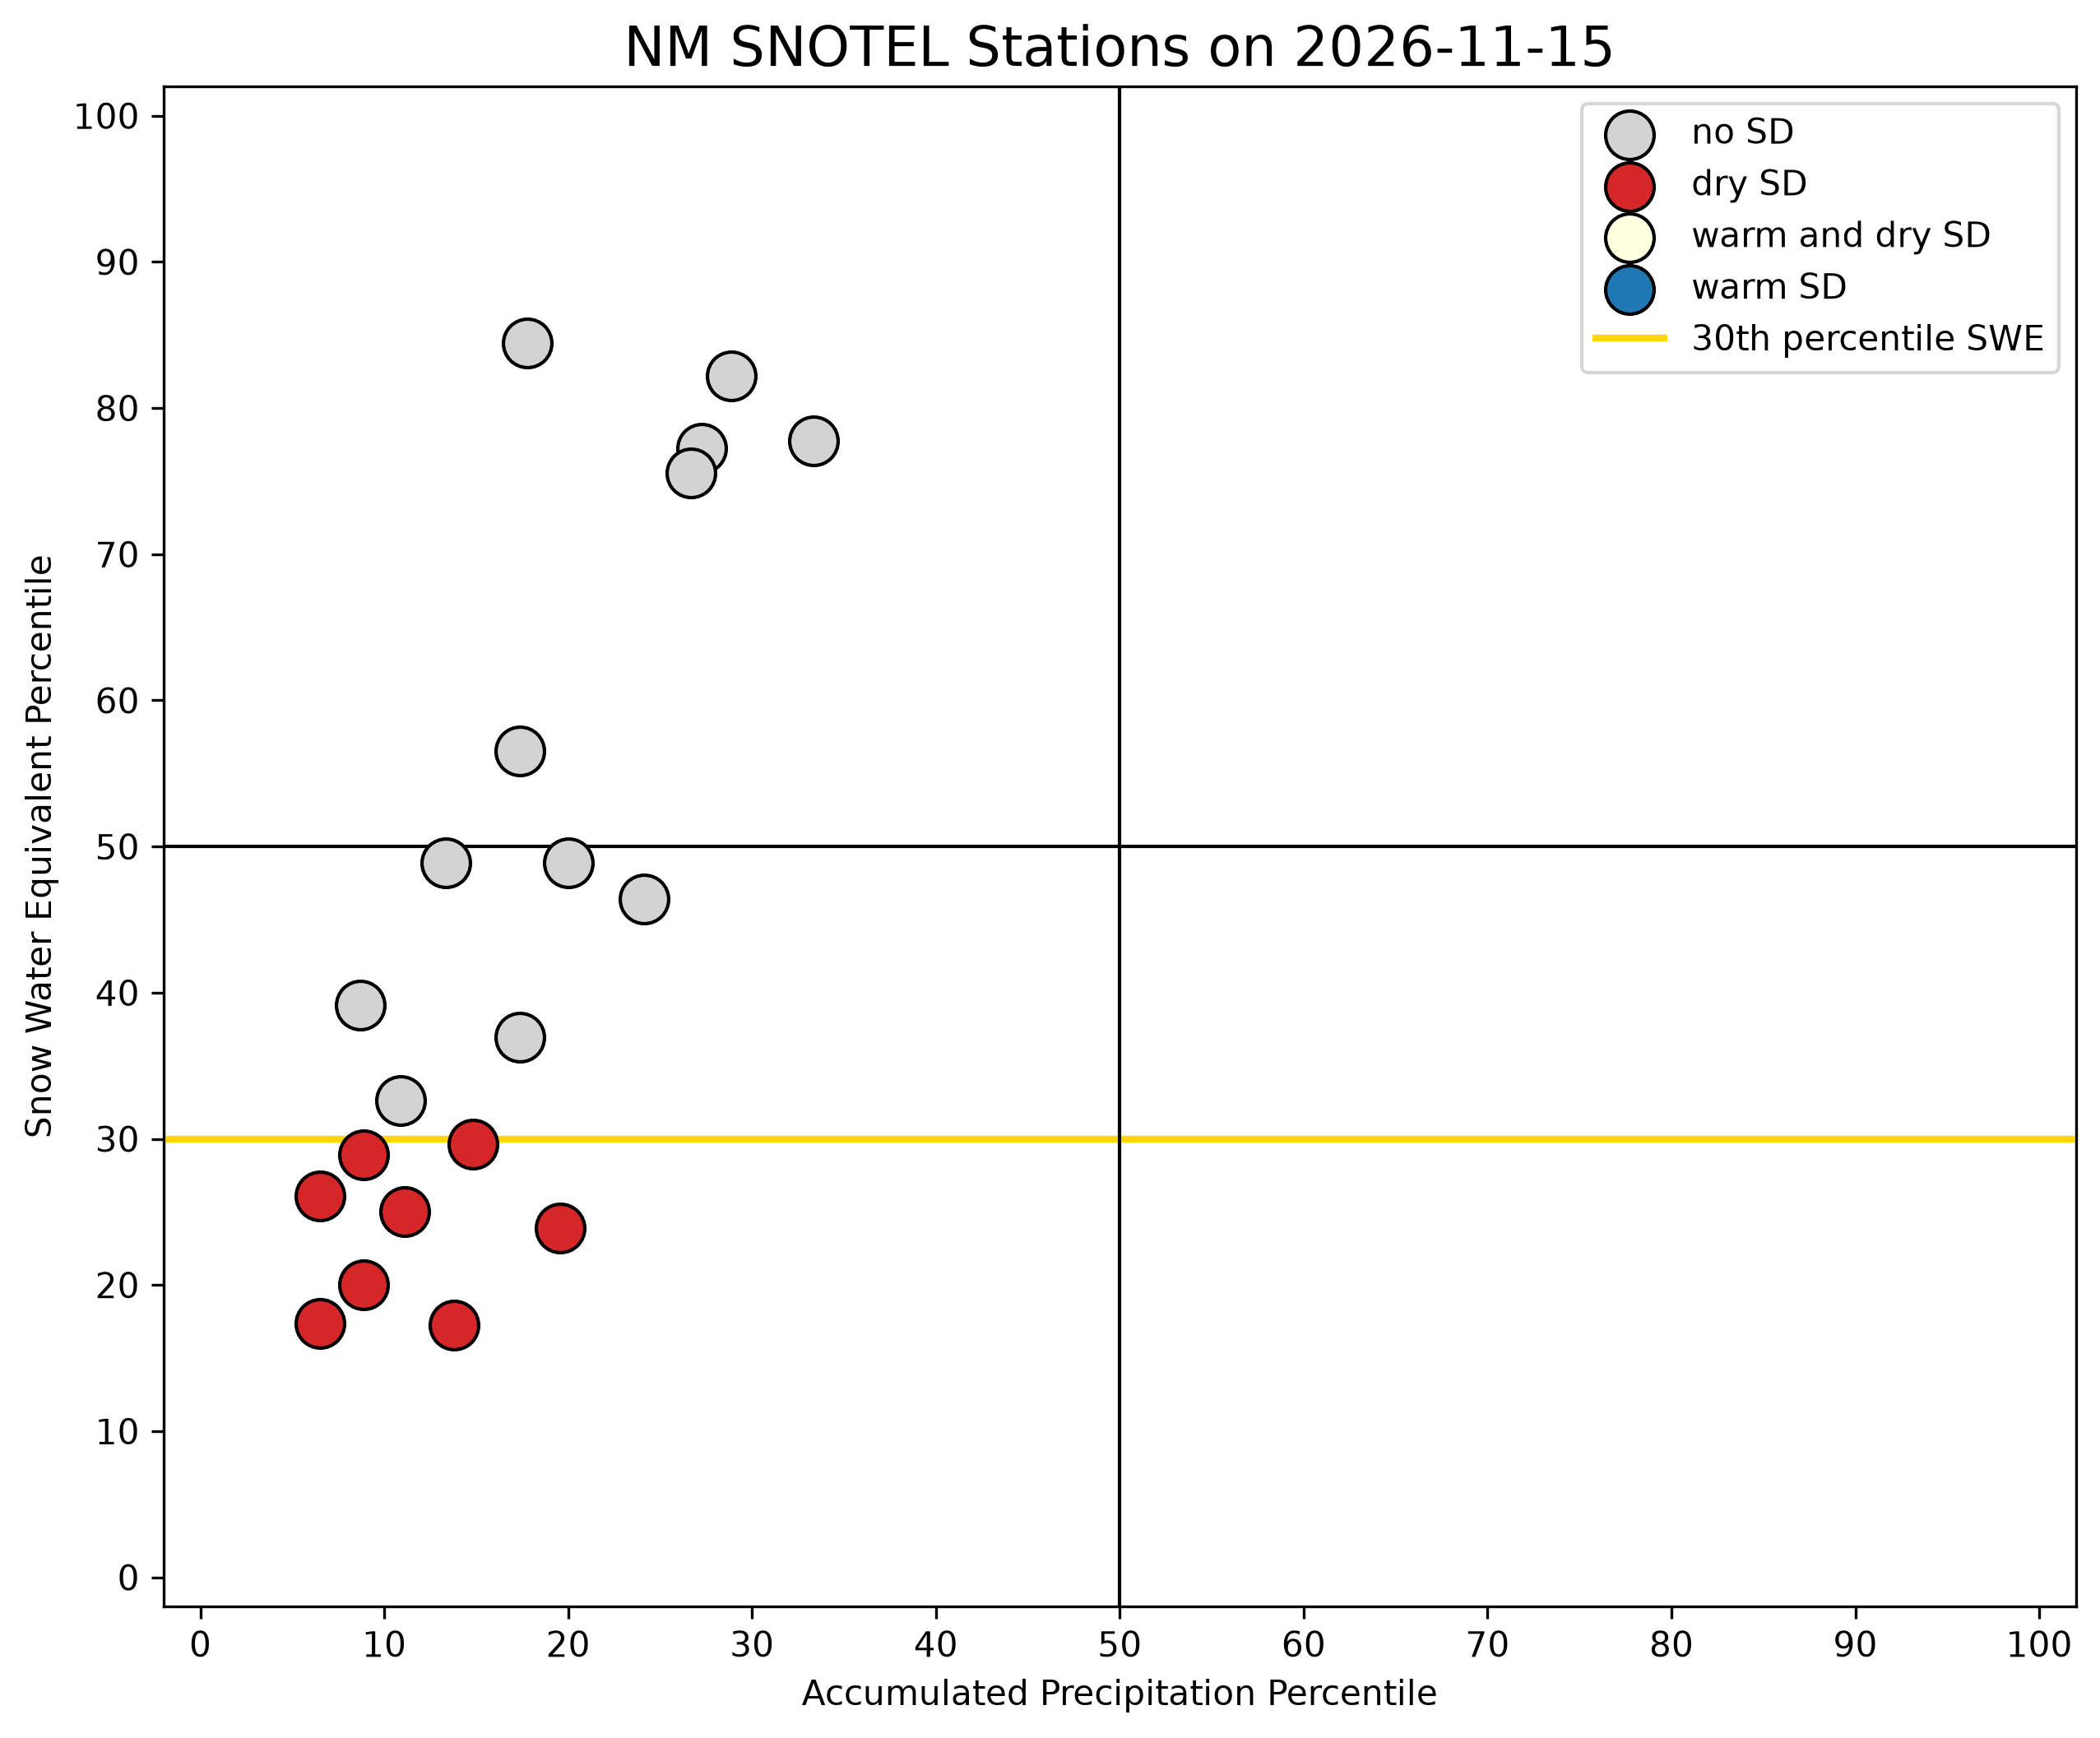 NM SNOTEL Stations on 2026-11-15
100
90
80
70
60
50
40
30
20
10
0
Snow Water Equivalent Percentile
no SD
dry SD
warm and dry SD
warm SD
30th percentile SWE
0 10 20 30 40 50 60 70 80 90 100
Accumulated Precipitation Percentile